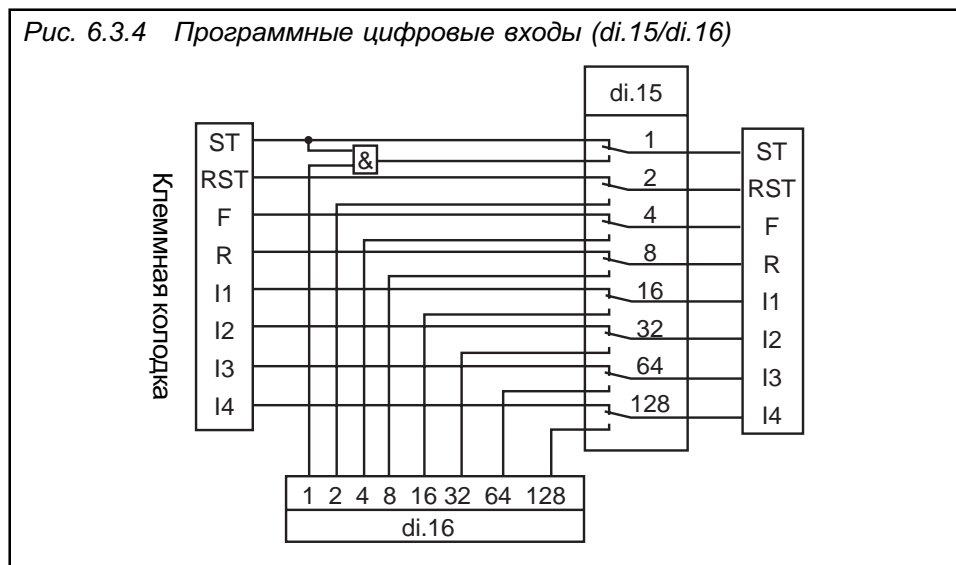 Рис. 6.3.4 Программные цифровые входы (di.15/di.16)
di.15
Клеммная колодка
ST
RST
F
R
I1
I2
I3
I4
&
1
2
4
8
16
32
64
128
ST
RST
F
R
I1
I2
I3
I4
1 2 4 8 16 32 64 128
di.16